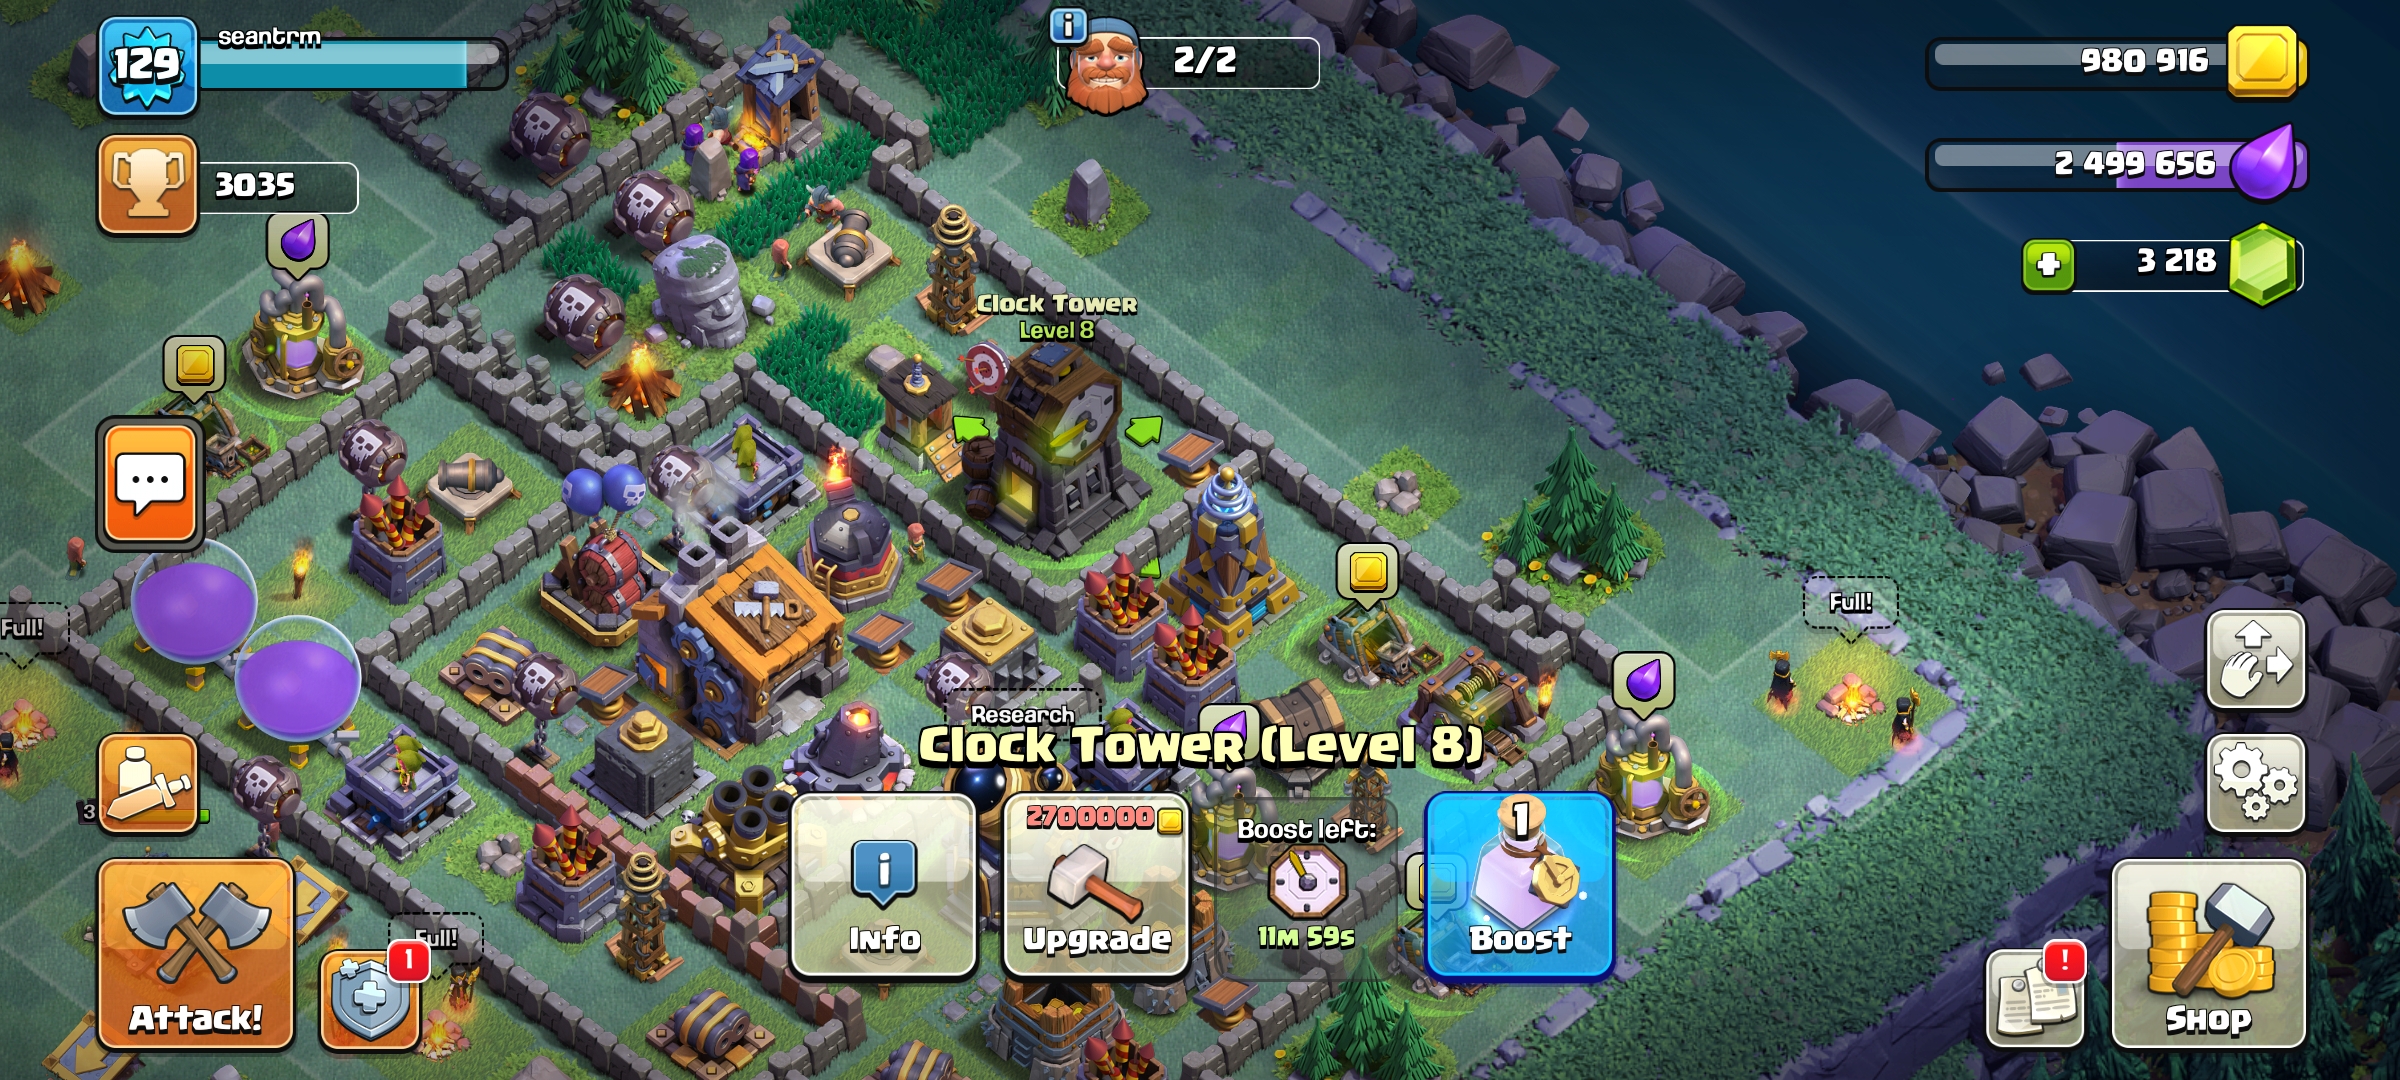 129
seantrm
2/2
980 916
2 499 656
3035
3 218
Clock Tower
Level 8
Full!
Full!
Research
Clock Tower (Level 8)
2700000
Boost left:
1
Info
Upgrade
11m 59s
Boost
Full!
1
!
Attack!
Shop